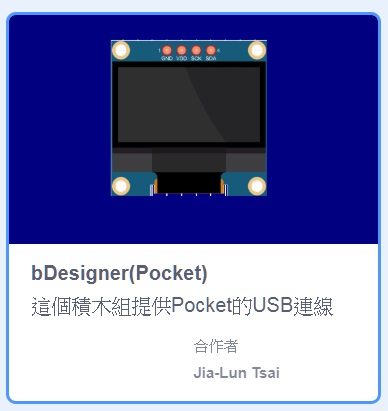 GND VDD SCK SDA
bDesigner(Pocket)
這個積木組提供Pocket的USB連線
合作者
Jia-Lun Tsai